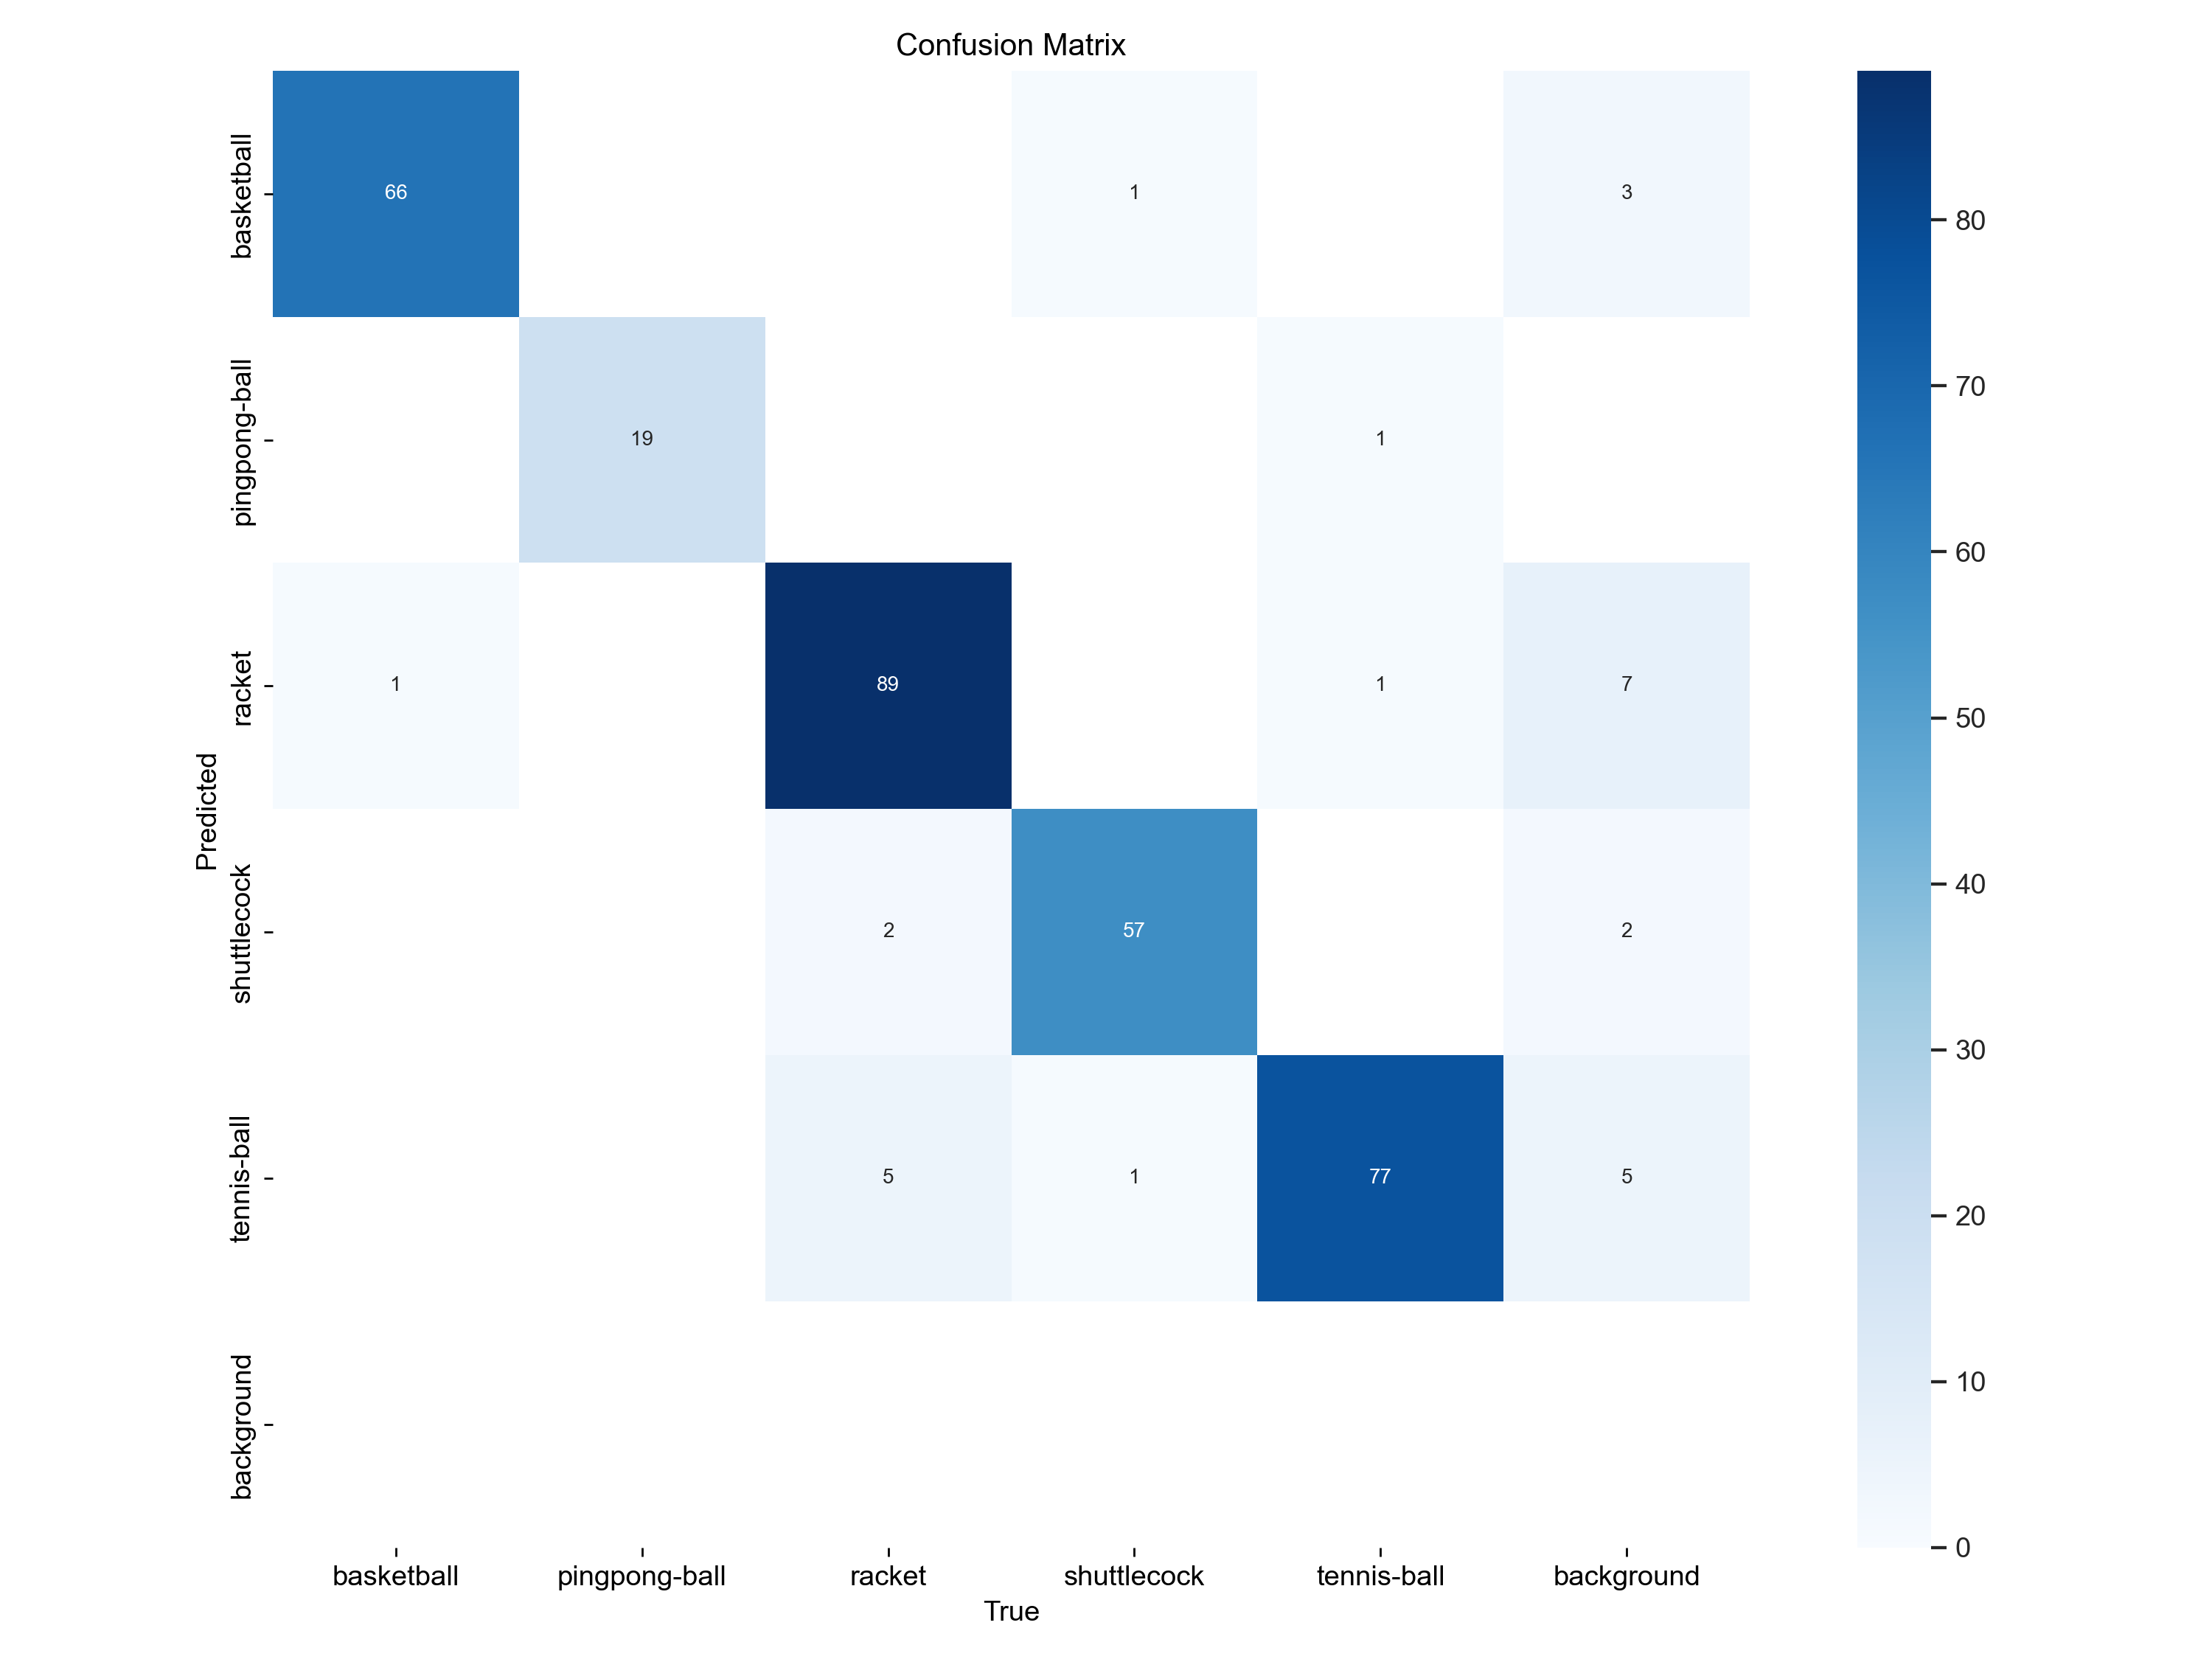 Confusion Matrix
basketball
66
1
3
80
70
pingpong-ball
19
1
60
racket
1
89
1
7
50
Predicted
shuttlecock
2
57
2
40
30
tennis-ball
5
1
77
5
20
10
background
0
basketball pingpong-ball racket shuttlecock tennis-ball background
True